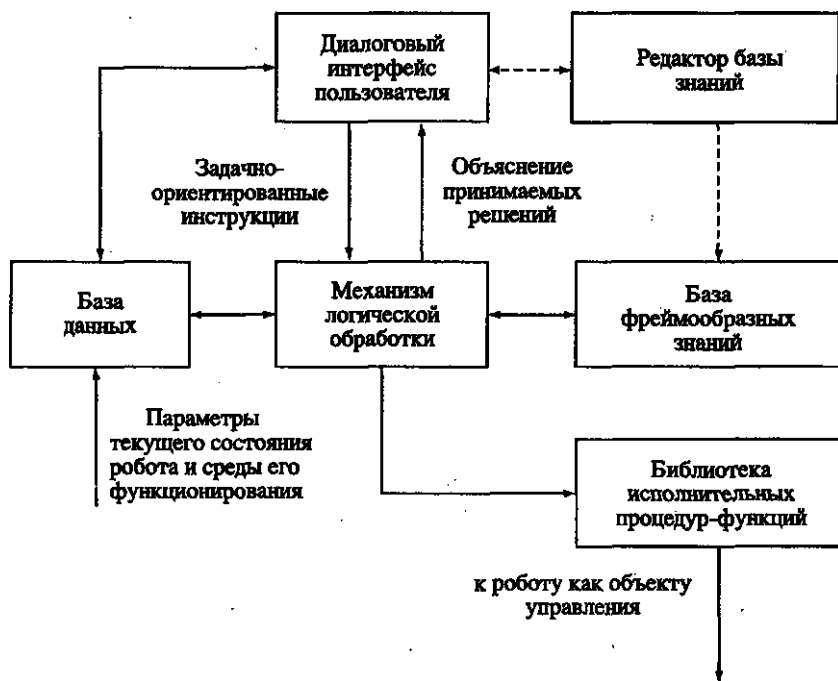 Диалоговый
интерфейс
пользователя
Редактор базы
знаний
Задачно-
ориентированные
инструкции
Объяснение
принимаемых
решений
База
данных
Механизм
логической
обработки
База
фреймообразных
знаний
Параметры
текущего состояния
робота и среды его
функционирования
Библиотека
исполнительных
процедур-функций
к роботу как объекту
управления